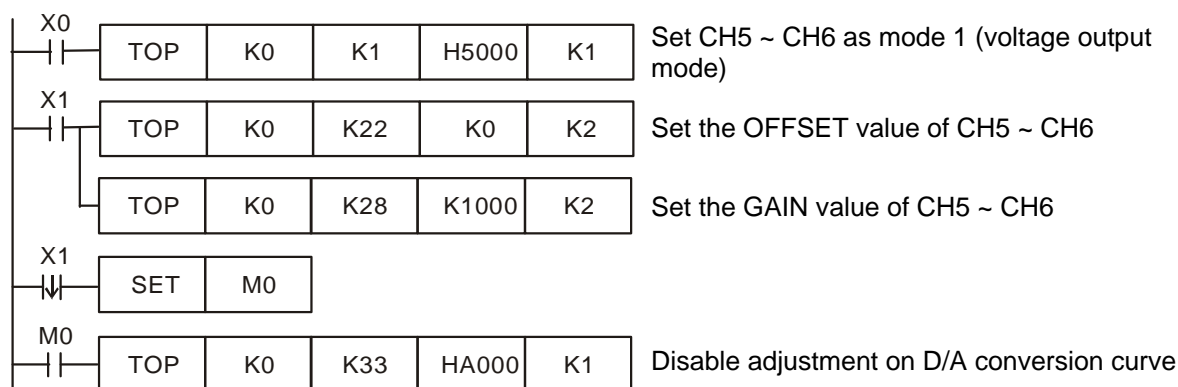 X0
TOP K0 K1 H5000 K1 Set CH5 ~ CH6 as mode 1 (voltage output
mode)
X1
TOP K0 K22 K0 K2 Set the OFFSET value of CH5 ~ CH6
TOP K0 K28 K1000 K2 Set the GAIN value of CH5 ~ CH6
X1
SET M0
M0
TOP K0 K33 HA000 K1 Disable adjustment on D/A conversion curve